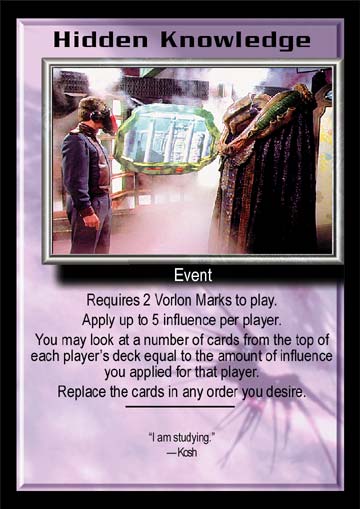 Hidden Knowledge
Event
Requires 2 Vorlon Marks to play.
Apply up to 5 influence per player.
You may look at a number of cards from the top of
each player's deck equal to the amount of influence
you applied for that player.
Replace the cards in any order you desire.
“I am studying.”
—Kosh